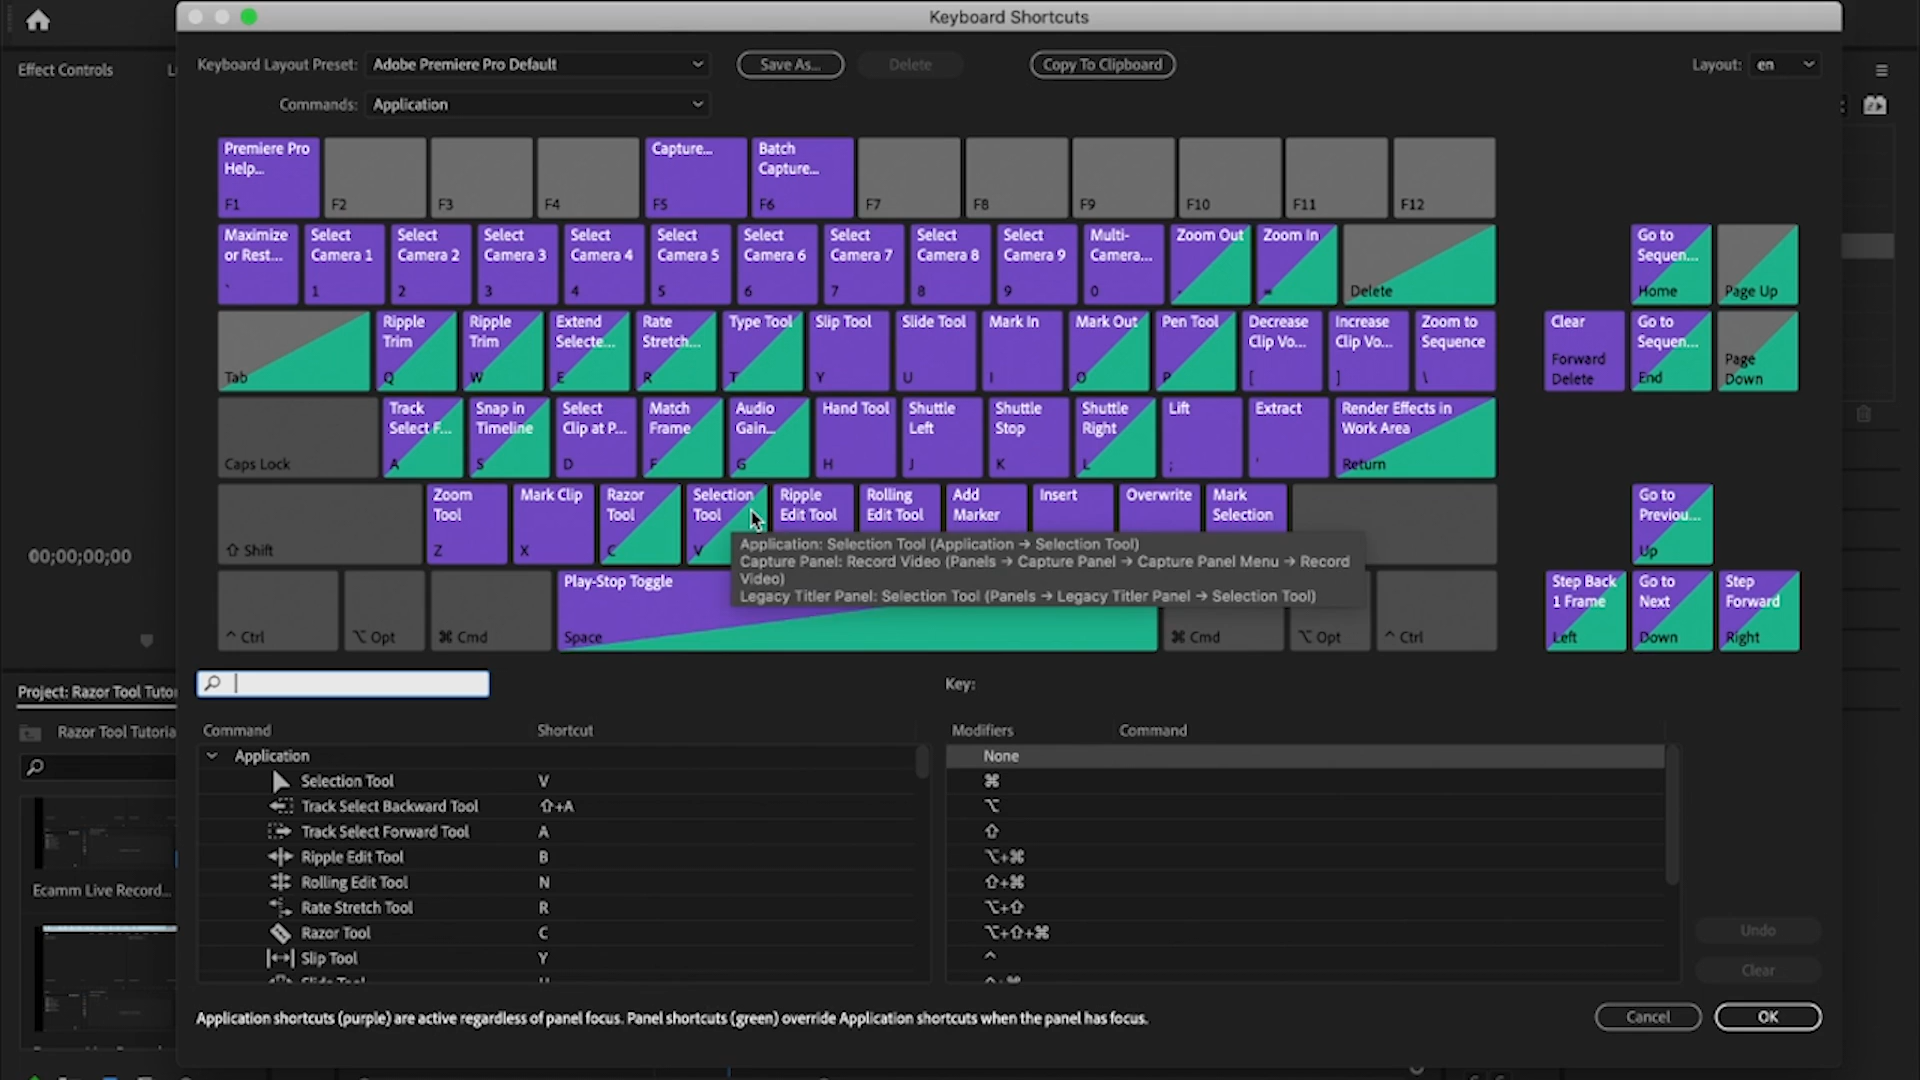 Keyboard Shortcuts
Effect Controls
Keyboard Layout Preset: Adobe Premiere Pro Default
Save As...
Delete
Copy To Clipboard
Layout: en
Commands: Application
Premiere Pro
Help...
F1
F2
F3
F4
Capture...
F5
Batch
Capture...
F6
F7
F8
F9
F10
F11
F12
Maximize
or Rest...
`
Select
Camera 1
1
Select
Camera 2
2
Select
Camera 3
3
Select
Camera 4
4
Select
Camera 5
5
Select
Camera 6
6
Select
Camera 7
7
Select
Camera 8
8
Select
Camera 9
9
Multi-
Camera...
0
Zoom Out
-
Zoom In
=
Delete
Go to
Sequen...
Home
Page Up
Tab
Ripple
Trim
Q
Ripple
Trim
W
Extend
Selecte...
E
Rate
Stretch...
R
Type Tool
T
Slip Tool
Y
Slide Tool
U
Mark In
I
Mark Out
O
Pen Tool
P
Decrease
Clip Vo...
[
Increase
Clip Vo...
]
Zoom to
Sequence
\
Clear
Forward
Delete
Go to
Sequen...
End
Page
Down
Caps Lock
Track
Select F...
A
Snap in
Timeline
S
Select
Clip at P...
D
Match
Frame
F
Audio
Gain...
G
Hand Tool
H
Shuttle
Left
J
Shuttle
Stop
K
Shuttle
Right
L
Lift
;
Extract
'
Render Effects in
Work Area
Return
⇧ Shift
Zoom
Tool
Z
Mark Clip
X
Razor
Tool
C
Selection
Tool
V
Ripple
Edit Tool
Rolling
Edit Tool
Add
Marker
Insert
Overwrite
Mark
Selection
Go to
Previou...
Up
Application: Selection Tool (Application → Selection Tool)
Capture Panel: Record Video (Panels → Capture Panel → Capture Panel Menu → Record
Video)
Legacy Titler Panel: Selection Tool (Panels → Legacy Titler Panel → Selection Tool)
^ Ctrl
⌥ Opt
⌘ Cmd
Play-Stop Toggle
Space
⌘ Cmd
⌥ Opt
^ Ctrl
Step Back
1 Frame
Left
Go to
Next
Down
Step
Forward
Right
00;00;00;00
Project: Razor Tool Tutor
Razor Tool Tutoria
Ecamm Live Record...
Key:
Command Shortcut
Application
Selection Tool V
Track Select Backward Tool ⇧+A
Track Select Forward Tool A
Ripple Edit Tool B
Rolling Edit Tool N
Rate Stretch Tool R
Razor Tool C
Slip Tool Y
Modifiers Command
None
⌘
⌥
⇧
⌥+⌘
⇧+⌘
⌥+⇧
⌥+⇧+⌘
^
Undo
Clear
Application shortcuts (purple) are active regardless of panel focus. Panel shortcuts (green) override Application shortcuts when the panel has focus.
Cancel
OK